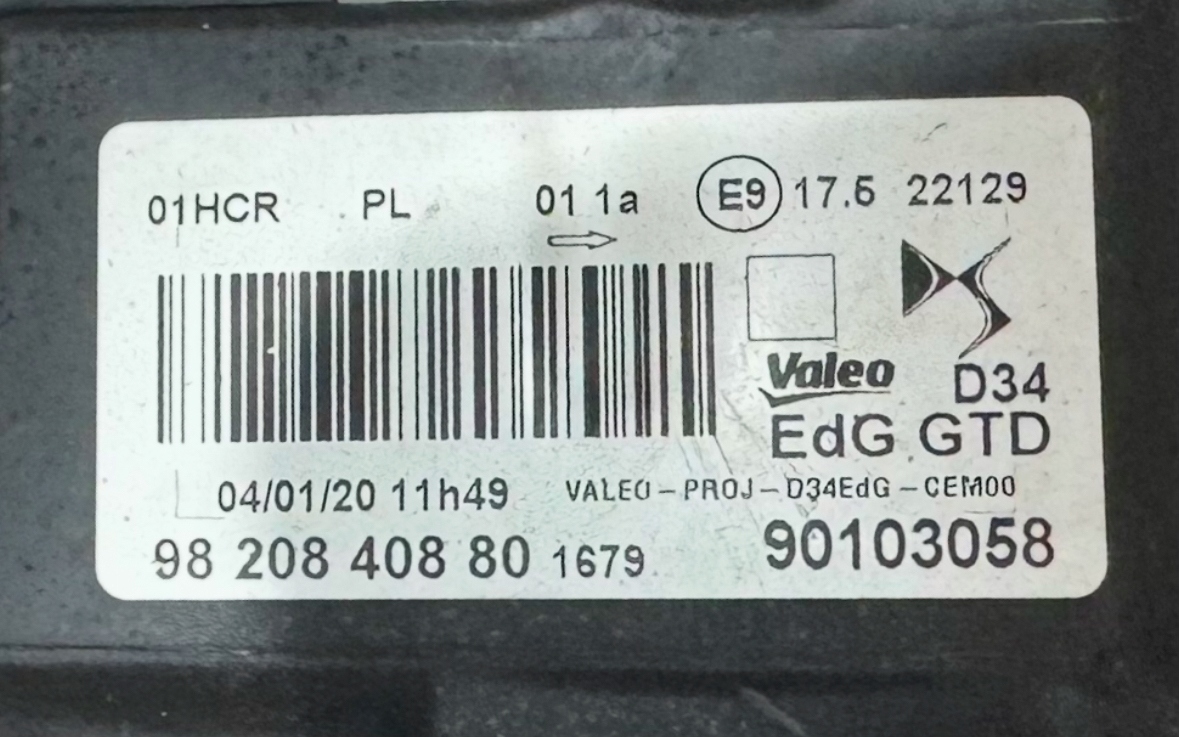 01HCR PL 01 1a E9 17.5 22129
Valeo D34
EdG GTD
04/01/20 11h49 VALEO-PROJ-D34EdG-CEM00
98 208 408 80 1679 90103058